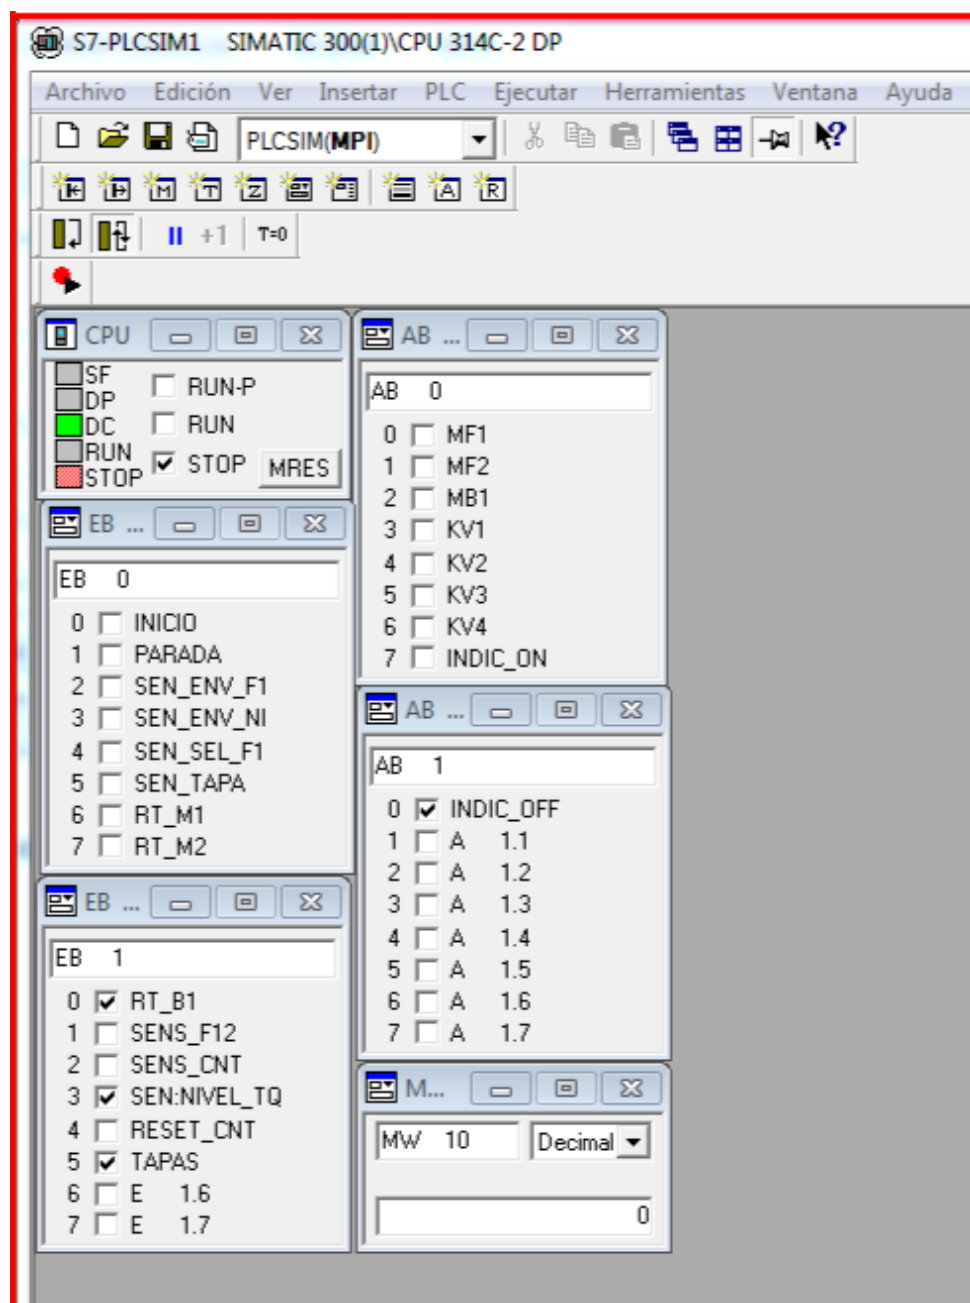 S7-PLCSIM1 SIMATIC 300(1)\CPU 314C-2 DP
Archivo Edición Ver Insertar PLC Ejecutar Herramientas Ventana Ayuda
PLCSIM(MPI)
+1 T=0
CPU
SF
DP
DC
RUN
STOP
RUN-P
RUN
STOP MRES
EB ...
EB 0
0 INICIO
1 PARADA
2 SEN_ENV_F1
3 SEN_ENV_NI
4 SEN_SEL_F1
5 SEN_TAPA
6 RT_M1
7 RT_M2
EB ...
EB 1
0 RT_B1
1 SENS_F12
2 SENS_CNT
3 SEN:NIVEL_TQ
4 RESET_CNT
5 TAPAS
6 E 1.6
7 E 1.7
AB ...
AB 0
0 MF1
1 MF2
2 MB1
3 KV1
4 KV2
5 KV3
6 KV4
7 INDIC_ON
AB ...
AB 1
0 INDIC_OFF
1 A 1.1
2 A 1.2
3 A 1.3
4 A 1.4
5 A 1.5
6 A 1.6
7 A 1.7
M...
MW 10 Decimal
0